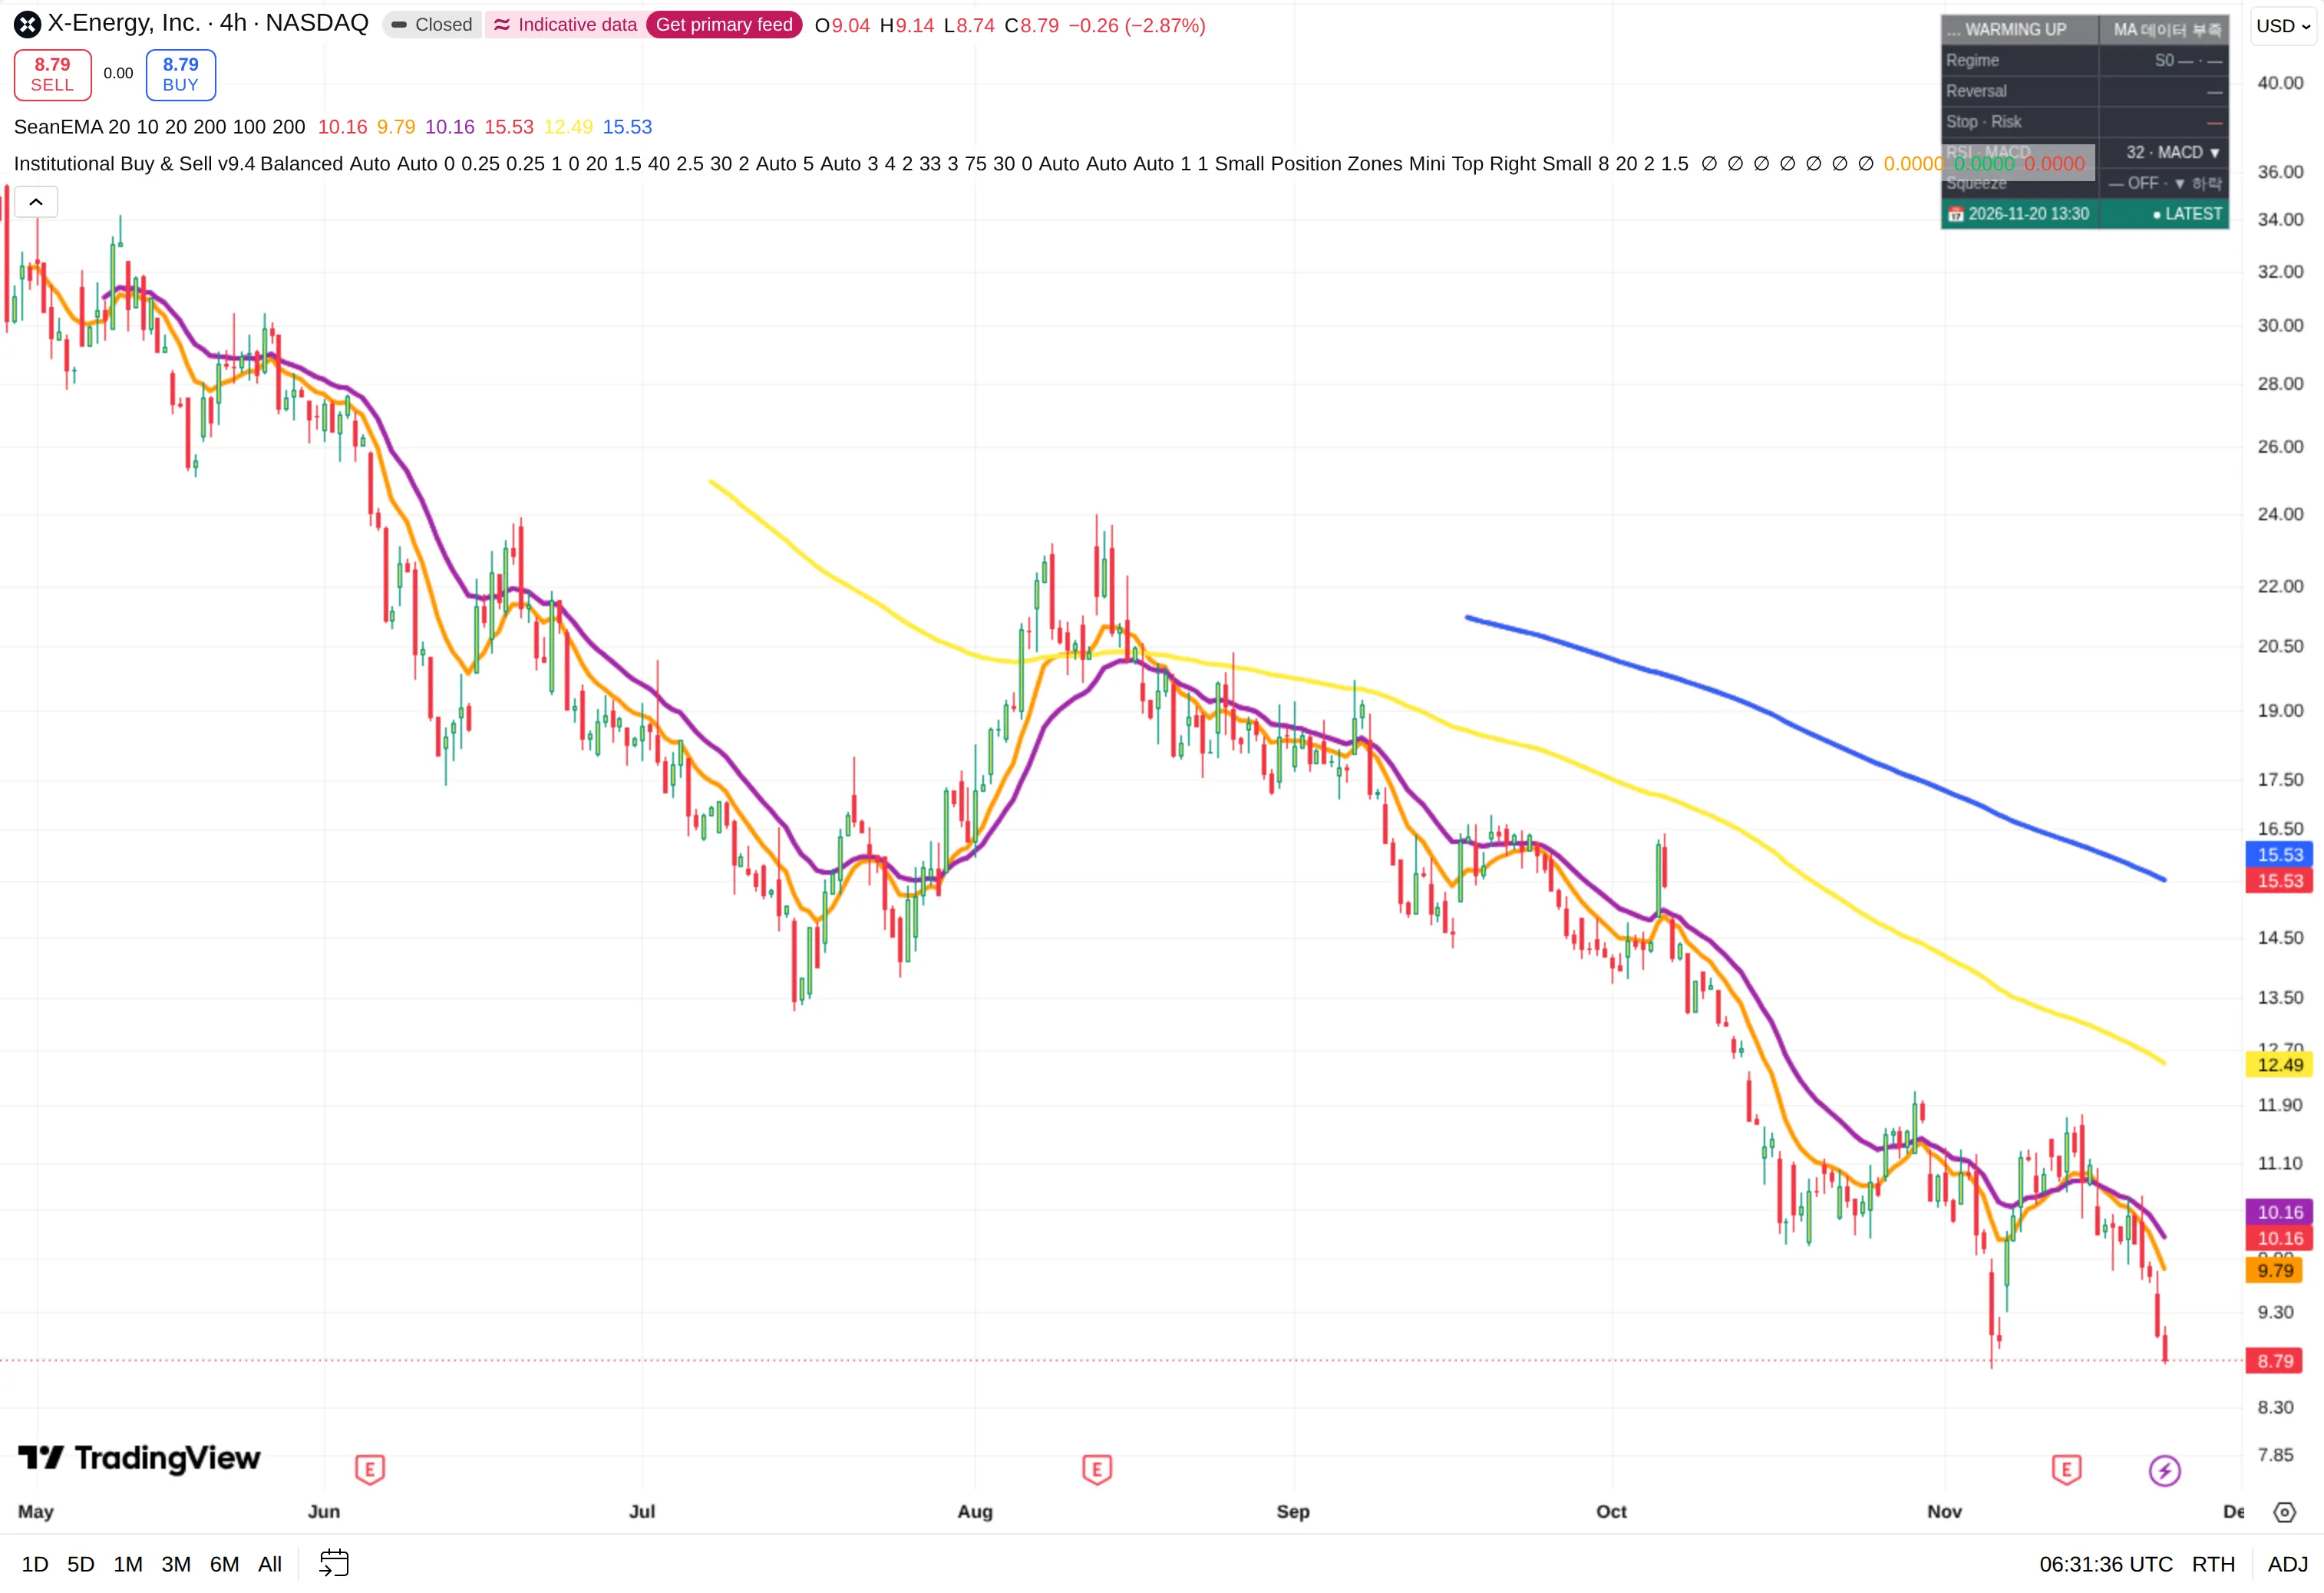 X-Energy, Inc. · 4h · NASDAQ Closed Indicative data Get primary feed O9.04 H9.14 L8.74 C8.79 −0.26 (−2.87%)
8.79 SELL 0.00 8.79 BUY
SeanEMA 20 10 20 200 100 200 10.16 9.79 10.16 15.53 12.49 15.53
Institutional Buy & Sell v9.4 Balanced Auto Auto 0 0.25 0.25 1 0 20 1.5 40 2.5 30 2 Auto 5 Auto 3 4 2 33 3 75 30 0 Auto Auto Auto 1 1 Small Position Zones Mini Top Right Small 8 20 2 1.5 ∅ ∅ ∅ ∅ ∅ ∅ ∅ 0.0000 0.0000 0.0000
... WARMING UP MA 데이터 부족
Regime S0 — · —
Reversal —
Stop · Risk —
RSI · MACD 32 · MACD ▼
Squeeze — OFF · ▼ 하락
2026-11-20 13:30 ● LATEST
USD
40.00
36.00
34.00
32.00
30.00
28.00
26.00
24.00
22.00
20.50
19.00
17.50
16.50
15.53
15.53
14.50
13.50
12.70
12.49
11.90
11.10
10.16
10.16
9.90
9.79
9.30
8.79
8.30
7.85
TradingView
E E E
May Jun Jul Aug Sep Oct Nov De
1D 5D 1M 3M 6M All 06:31:36 UTC RTH ADJ